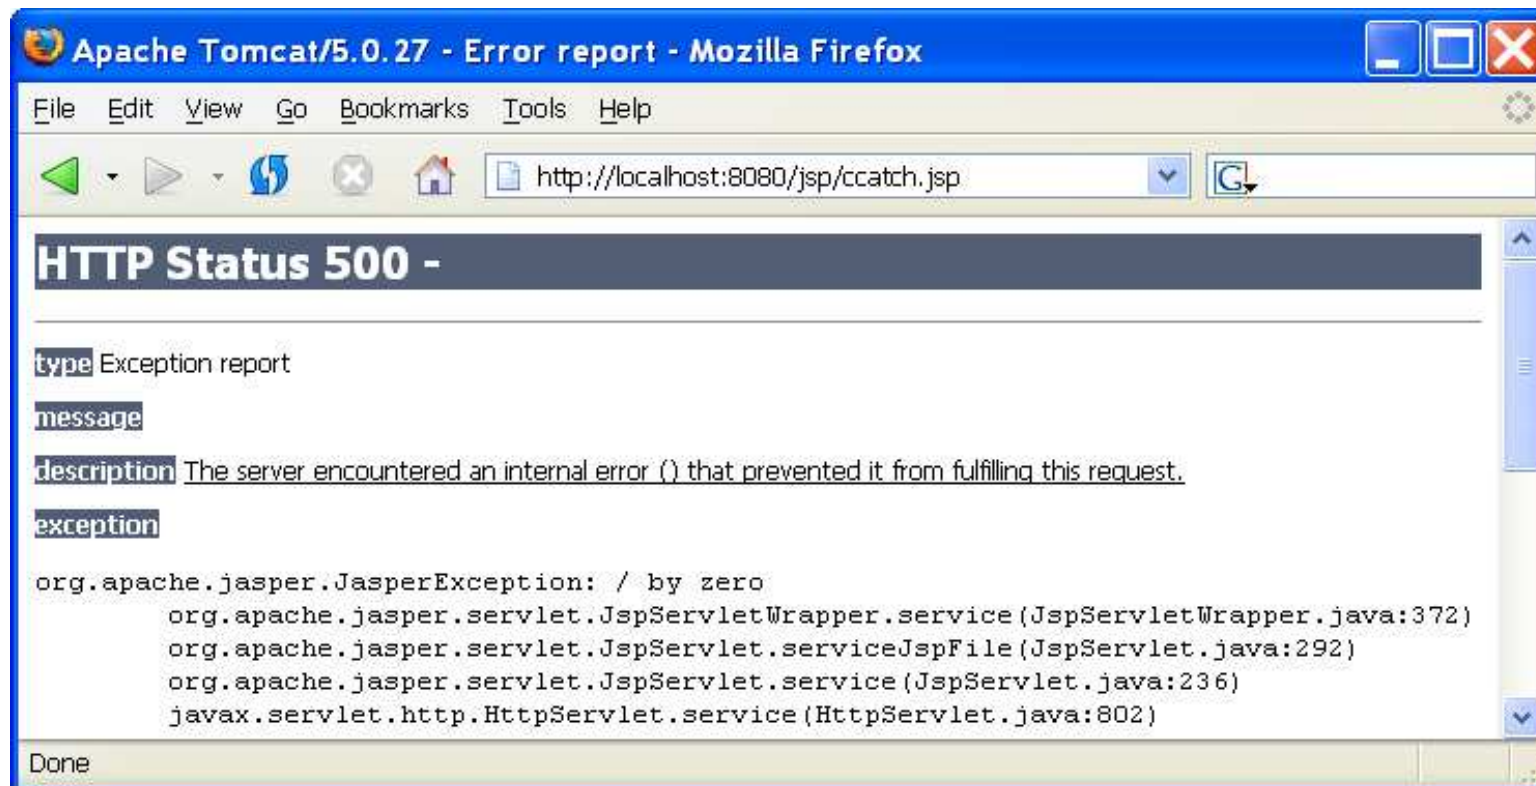 Apache Tomcat/5.0.27 - Error report - Mozilla Firefox
File Edit View Go Bookmarks Tools Help
http://localhost:8080/jsp/ccatch.jsp G
HTTP Status 500 -
type Exception report
message
description The server encountered an internal error () that prevented it from fulfilling this request.
exception
org.apache.jasper.JasperException: / by zero
org.apache.jasper.servlet.JspServletWrapper.service(JspServletWrapper.java:372)
org.apache.jasper.servlet.JspServlet.serviceJspFile(JspServlet.java:292)
org.apache.jasper.servlet.JspServlet.service(JspServlet.java:236)
javax.servlet.http.HttpServlet.service(HttpServlet.java:802)
Done